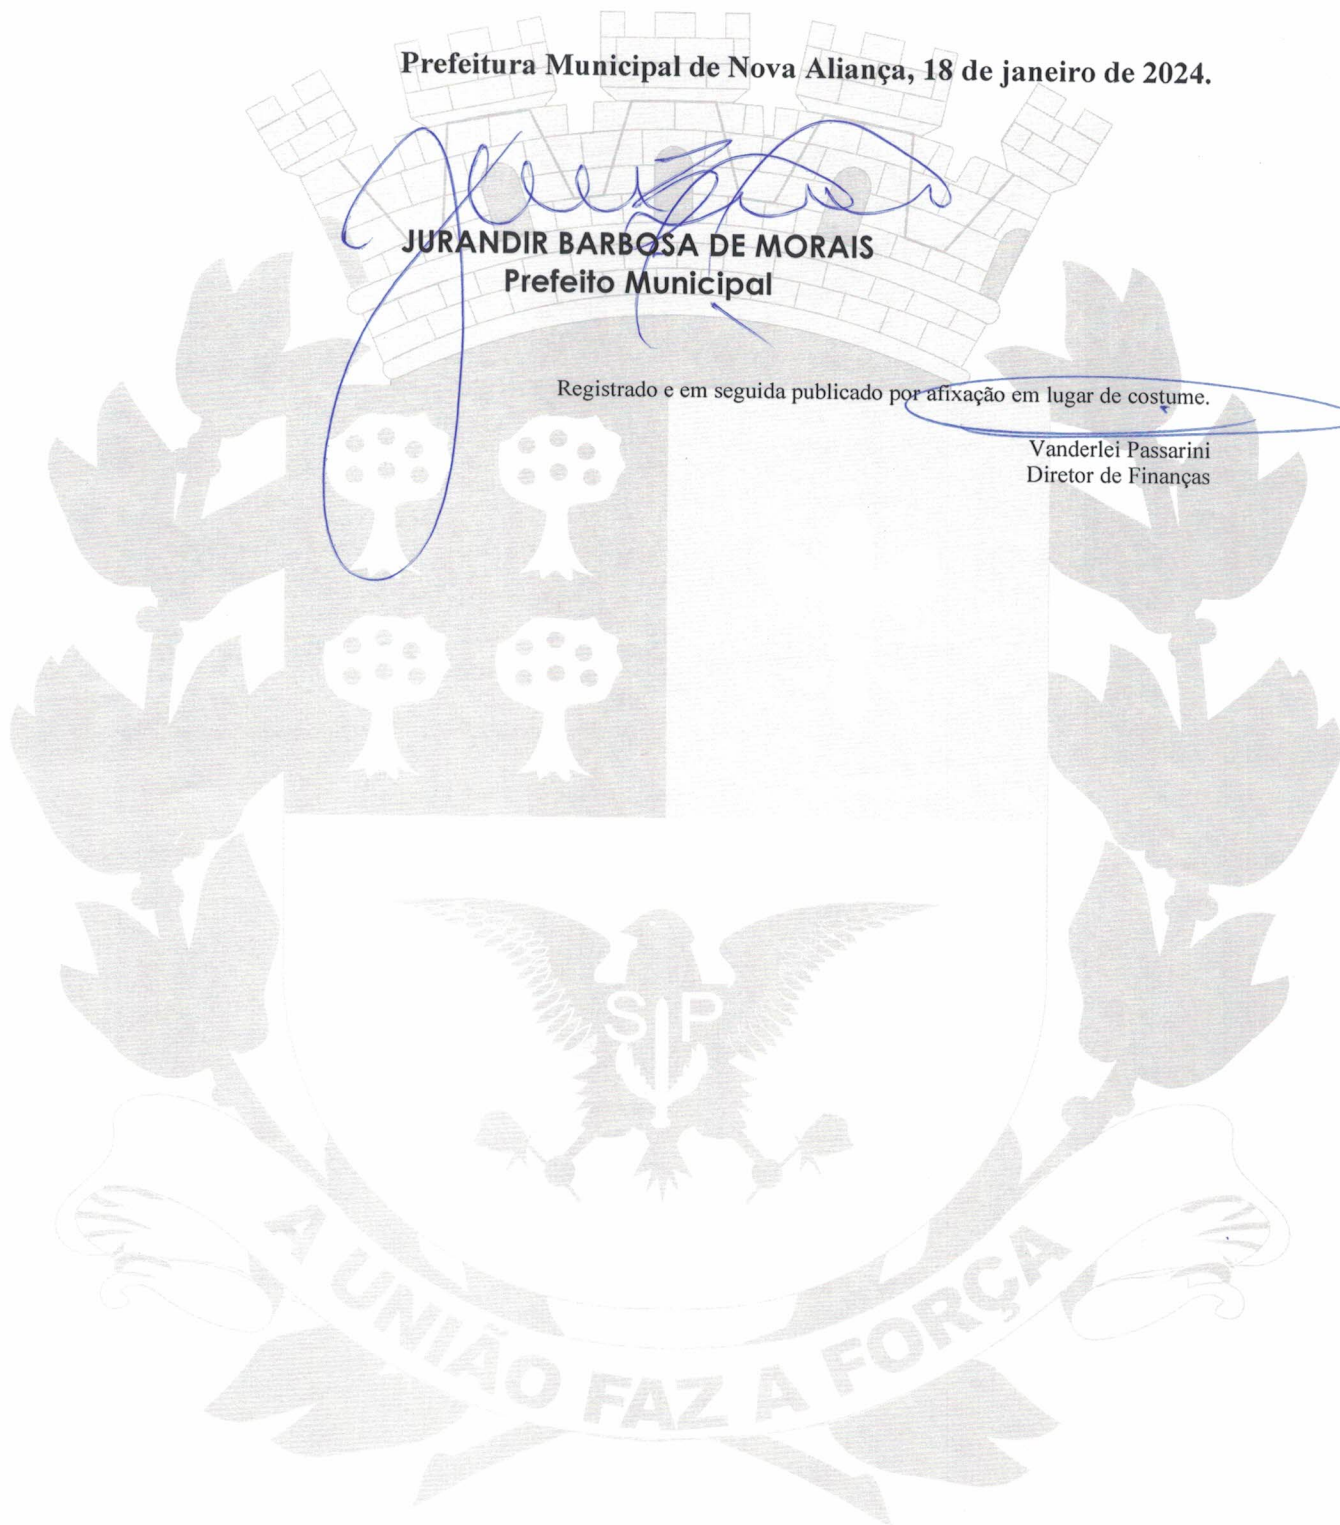 Prefeitura Municipal de Nova Aliança, 18 de janeiro de 2024.
JURANDIR BARBOSA DE MORAIS
Prefeito Municipal
Registrado e em seguida publicado por afixação em lugar de costume.
Vanderlei Passarini
Diretor de Finanças
SP
A UNIÃO FAZ A FORÇA